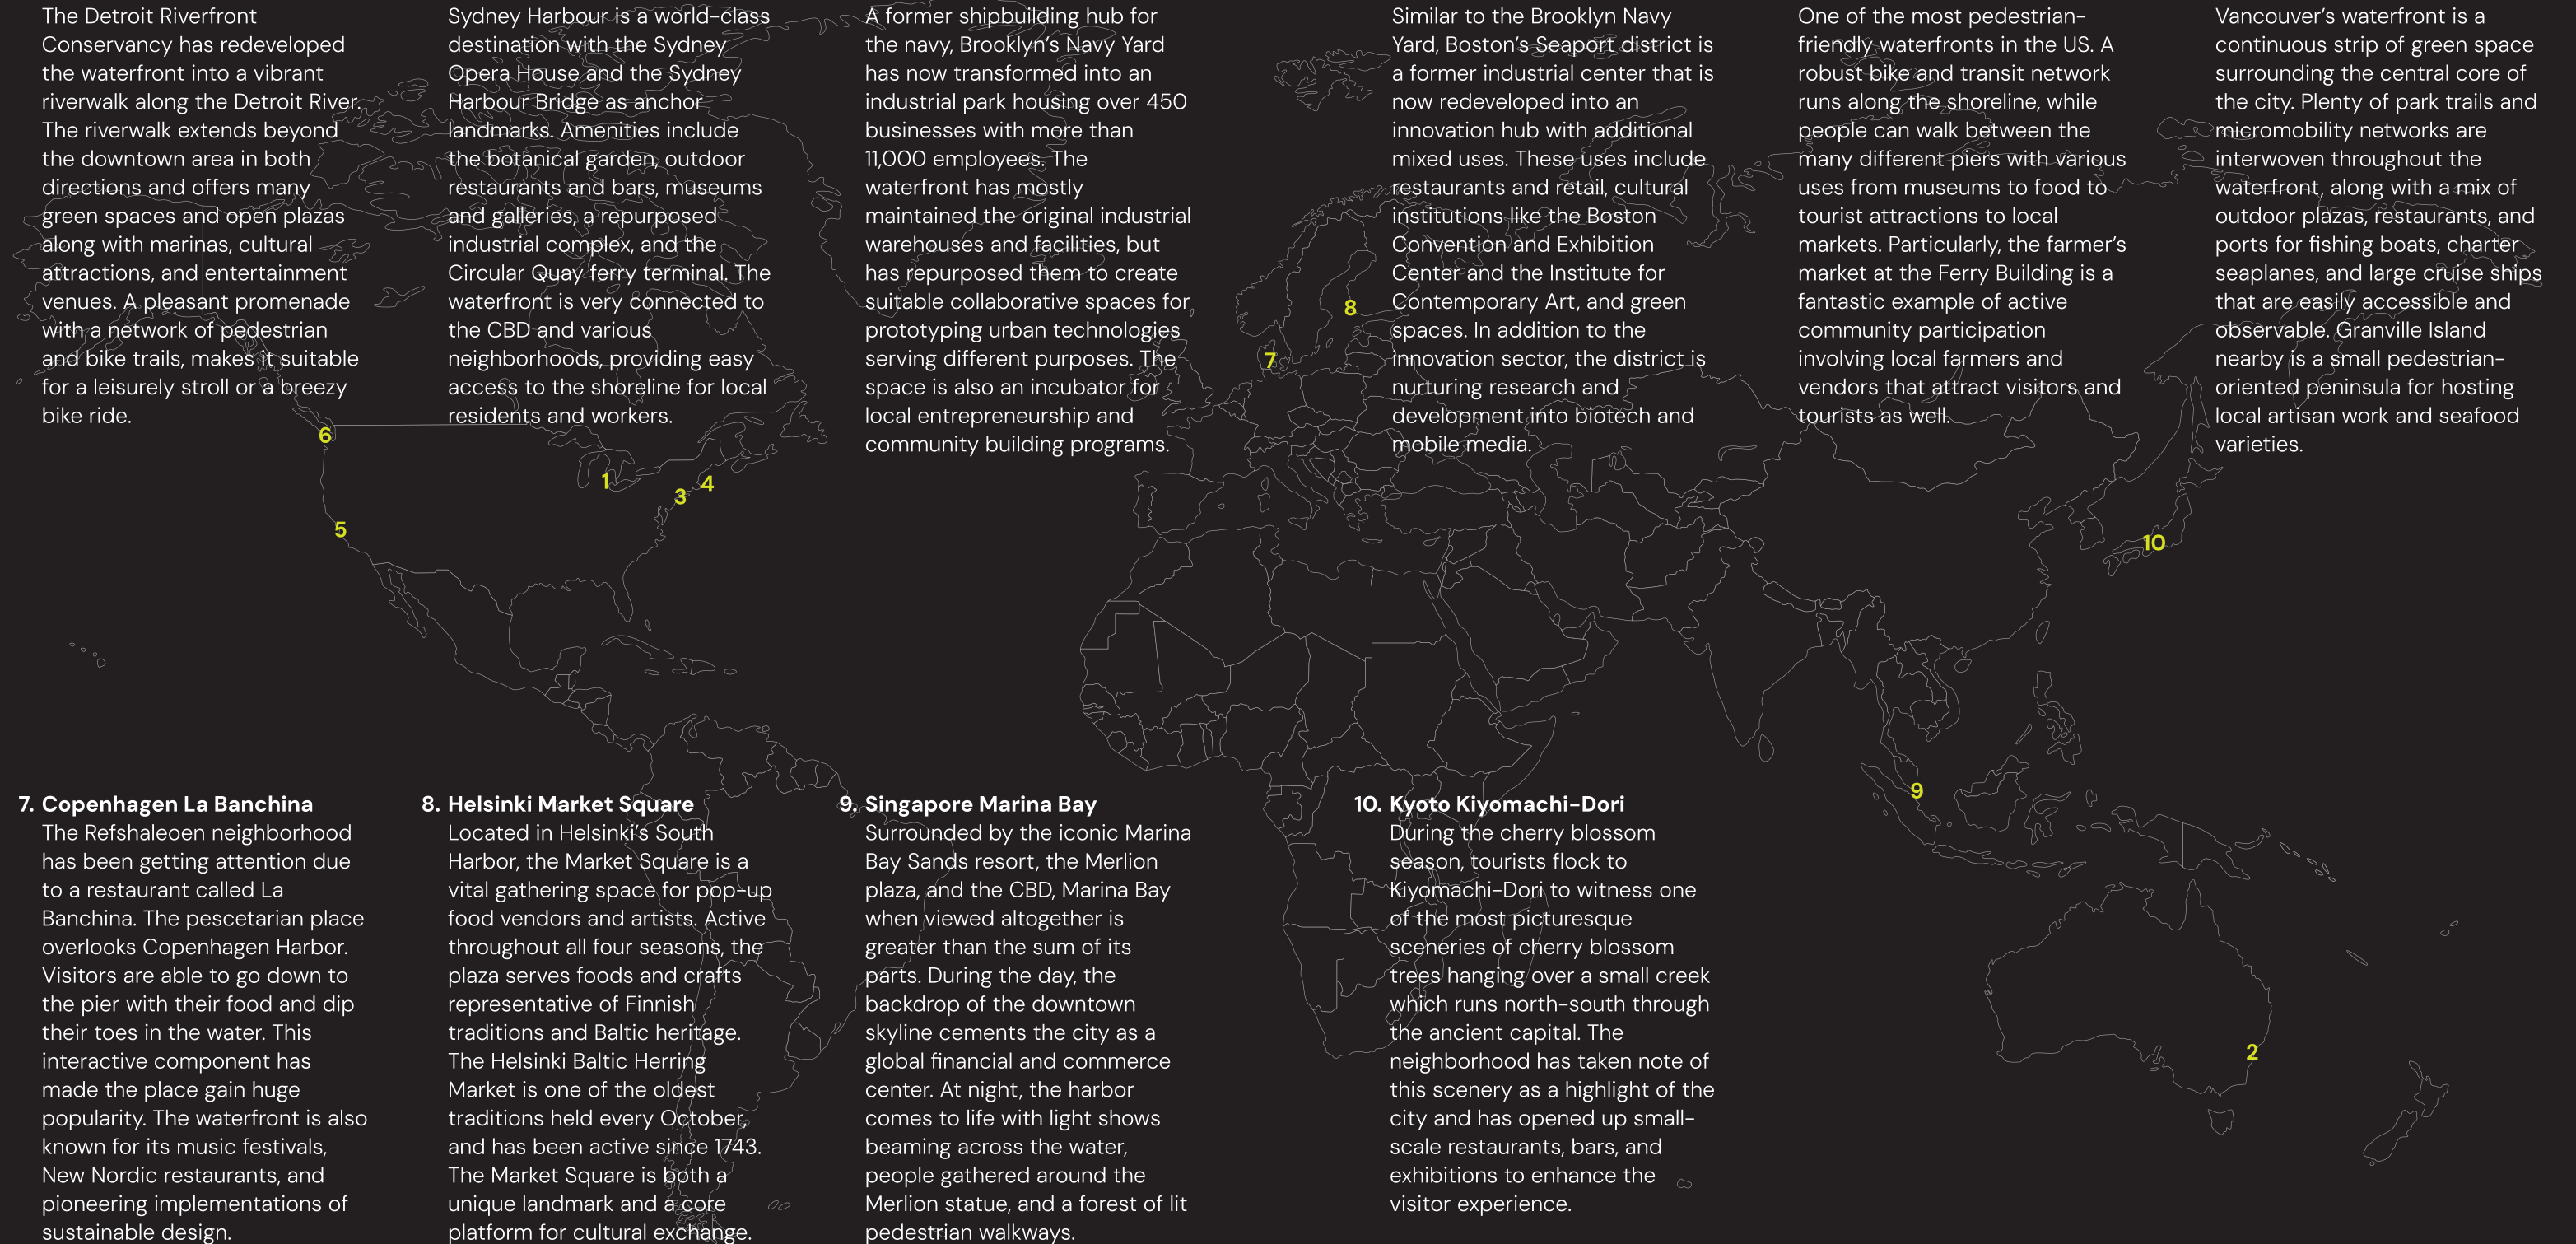 The Detroit Riverfront
Conservancy has redeveloped
the waterfront into a vibrant
riverwalk along the Detroit River.
The riverwalk extends beyond
the downtown area in both
directions and offers many
green spaces and open plazas
along with marinas, cultural
attractions, and entertainment
venues. A pleasant promenade
with a network of pedestrian
and bike trails, makes it suitable
for a leisurely stroll or a breezy
bike ride.
Sydney Harbour is a world-class
destination with the Sydney
Opera House and the Sydney
Harbour Bridge as anchor
landmarks. Amenities include
the botanical garden, outdoor
restaurants and bars, museums
and galleries, a repurposed
industrial complex, and the
Circular Quay ferry terminal. The
waterfront is very connected to
the CBD and various
neighborhoods, providing easy
access to the shoreline for local
residents and workers.
A former shipbuilding hub for
the navy, Brooklyn's Navy Yard
has now transformed into an
industrial park housing over 450
businesses with more than
11,000 employees. The
waterfront has mostly
maintained the original industrial
warehouses and facilities, but
has repurposed them to create
suitable collaborative spaces for
prototyping urban technologies
serving different purposes. The
space is also an incubator for
local entrepreneurship and
community building programs.
Similar to the Brooklyn Navy
Yard, Boston's Seaport district is
a former industrial center that is
now redeveloped into an
innovation hub with additional
mixed uses. These uses include
restaurants and retail, cultural
institutions like the Boston
Convention and Exhibition
Center and the Institute for
Contemporary Art, and green
spaces. In addition to the
innovation sector, the district is
nurturing research and
development into biotech and
mobile media.
One of the most pedestrian-
friendly waterfronts in the US. A
robust bike and transit network
runs along the shoreline, while
people can walk between the
many different piers with various
uses from museums to food to
tourist attractions to local
markets. Particularly, the farmer's
market at the Ferry Building is a
fantastic example of active
community participation
involving local farmers and
vendors that attract visitors and
tourists as well.
Vancouver's waterfront is a
continuous strip of green space
surrounding the central core of
the city. Plenty of park trails and
micromobility networks are
interwoven throughout the
waterfront, along with a mix of
outdoor plazas, restaurants, and
ports for fishing boats, charter
seaplanes, and large cruise ships
that are easily accessible and
observable. Granville Island
nearby is a small pedestrian-
oriented peninsula for hosting
local artisan work and seafood
varieties.
8
7
6
1
4
3
5
10
9
2
7. Copenhagen La Banchina
The Refshaleoen neighborhood
has been getting attention due
to a restaurant called La
Banchina. The pescetarian place
overlooks Copenhagen Harbor.
Visitors are able to go down to
the pier with their food and dip
their toes in the water. This
interactive component has
made the place gain huge
popularity. The waterfront is also
known for its music festivals,
New Nordic restaurants, and
pioneering implementations of
sustainable design.
8. Helsinki Market Square
Located in Helsinki's South
Harbor, the Market Square is a
vital gathering space for pop-up
food vendors and artists. Active
throughout all four seasons, the
plaza serves foods and crafts
representative of Finnish
traditions and Baltic heritage.
The Helsinki Baltic Herring
Market is one of the oldest
traditions held every October,
and has been active since 1743.
The Market Square is both a
unique landmark and a core
platform for cultural exchange.
9. Singapore Marina Bay
Surrounded by the iconic Marina
Bay Sands resort, the Merlion
plaza, and the CBD, Marina Bay
when viewed altogether is
greater than the sum of its
parts. During the day, the
backdrop of the downtown
skyline cements the city as a
global financial and commerce
center. At night, the harbor
comes to life with light shows
beaming across the water,
people gathered around the
Merlion statue, and a forest of lit
pedestrian walkways.
10. Kyoto Kiyomachi-Dori
During the cherry blossom
season, tourists flock to
Kiyomachi-Dori to witness one
of the most picturesque
sceneries of cherry blossom
trees hanging over a small creek
which runs north-south through
the ancient capital. The
neighborhood has taken note of
this scenery as a highlight of the
city and has opened up small-
scale restaurants, bars, and
exhibitions to enhance the
visitor experience.